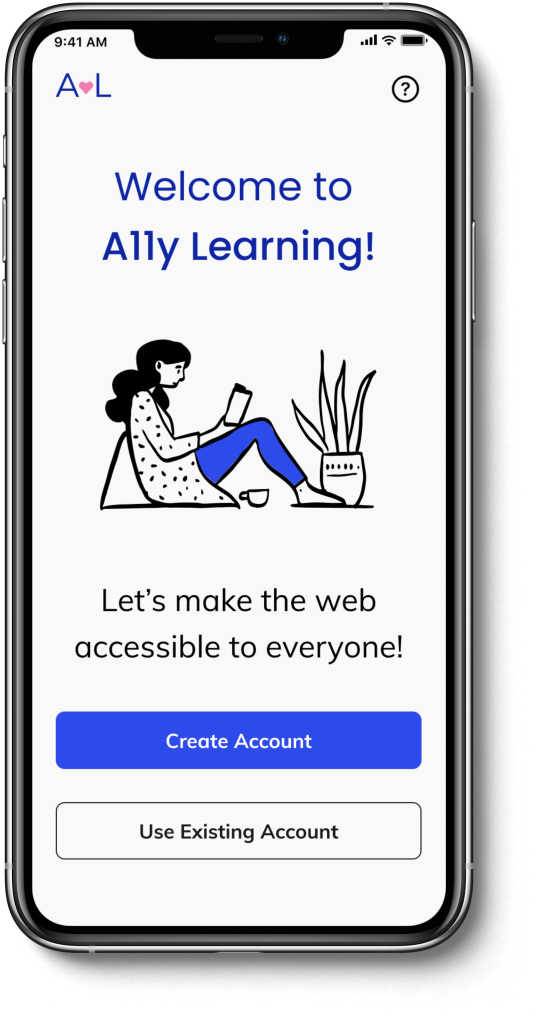 9:41 AM
A L
?
Welcome to
A11y Learning!
Let’s make the web
accessible to everyone!
Create Account
Use Existing Account